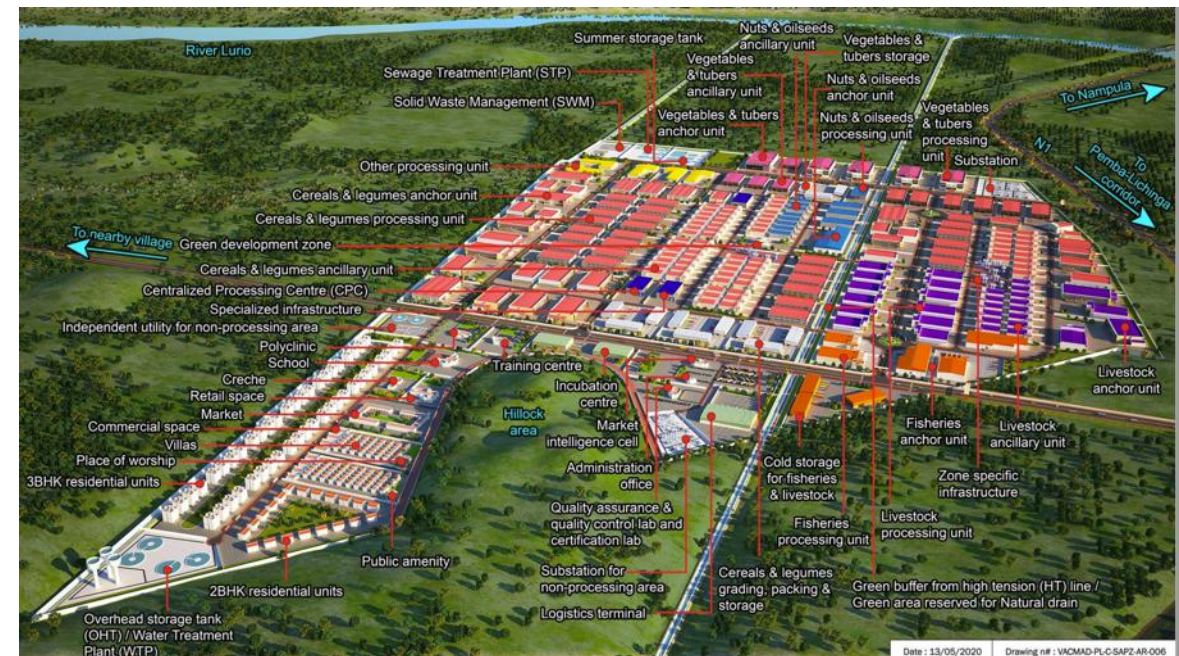 River Lurio
Summer storage tank
Nuts & oilseeds
ancillary unit
Vegetables &
tubers storage
Sewage Treatment Plant (STP)
Vegetables
& tubers
ancillary unit
Nuts & oilseeds
anchor unit
To Nampula
Solid Waste Management (SWM)
Vegetables & tubers
anchor unit
Nuts & oilseeds
processing unit
Vegetables
& tubers
processing
unit
Substation
N1
To
Pemba-Lichinga
corridor
Other processing unit
Cereals & legumes anchor unit
Cereals & legumes processing unit
To nearby village
Green development zone
Cereals & legumes ancillary unit
Centralized Processing Centre (CPC)
Specialized infrastructure
Independent utility for non-processing area
Polyclinic
School
Training centre
Creche
Retail space
Market
Commercial space
Villas
Place of worship
3BHK residential units
Hillock
area
Incubation
centre
Market
intelligence cell
Administration
office
Quality assurance &
quality control lab and
certification lab
Substation for
non-processing area
Logistics terminal
Public amenity
2BHK residential units
Overhead storage tank
(OHT) / Water Treatment
Plant (WTP)
Cold storage
for fisheries
& livestock
Fisheries
processing unit
Cereals & legumes
grading, packing &
storage
Fisheries
anchor unit
Livestock
ancillary unit
Livestock
anchor unit
Zone specific
infrastructure
Livestock
processing unit
Green buffer from high tension (HT) line /
Green area reserved for Natural drain
Date : 13/05/2020
Drawing n# : VACMAD-PL-C-SAPZ-AR-006